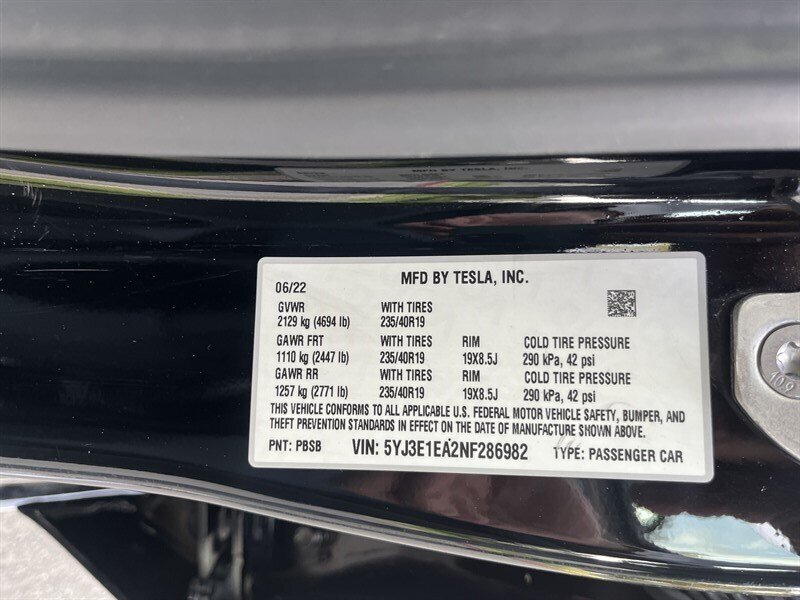 MFD BY TESLA, INC.
06/22
GVWR WITH TIRES
2129 kg (4694 lb) 235/40R19
GAWR FRT WITH TIRES RIM COLD TIRE PRESSURE
1110 kg (2447 lb) 235/40R19 19X8.5J 290 kPa, 42 psi
GAWR RR WITH TIRES RIM COLD TIRE PRESSURE
1257 kg (2771 lb) 235/40R19 19X8.5J 290 kPa, 42 psi
THIS VEHICLE CONFORMS TO ALL APPLICABLE U.S. FEDERAL MOTOR VEHICLE SAFETY, BUMPER, AND
THEFT PREVENTION STANDARDS IN EFFECT ON THE DATE OF MANUFACTURE SHOWN ABOVE.
PNT: PBSB VIN: 5YJ3E1EA2NF286982 TYPE: PASSENGER CAR
10.9